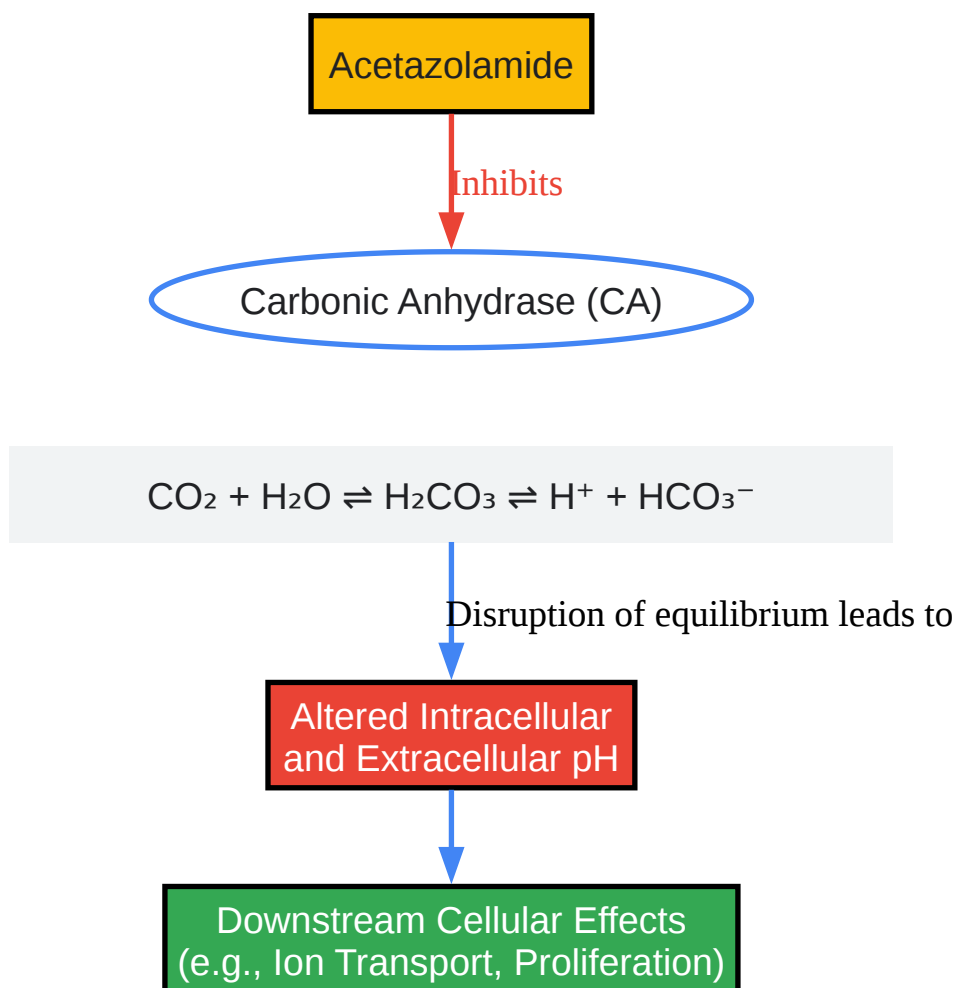 Acetazolamide
Inhibits
Carbonic Anhydrase (CA)
CO₂ + H₂O ⇌ H₂CO₃ ⇌ H⁺ + HCO₃⁻
Disruption of equilibrium leads to
Altered Intracellular
and Extracellular pH
Downstream Cellular Effects
(e.g., Ion Transport, Proliferation)